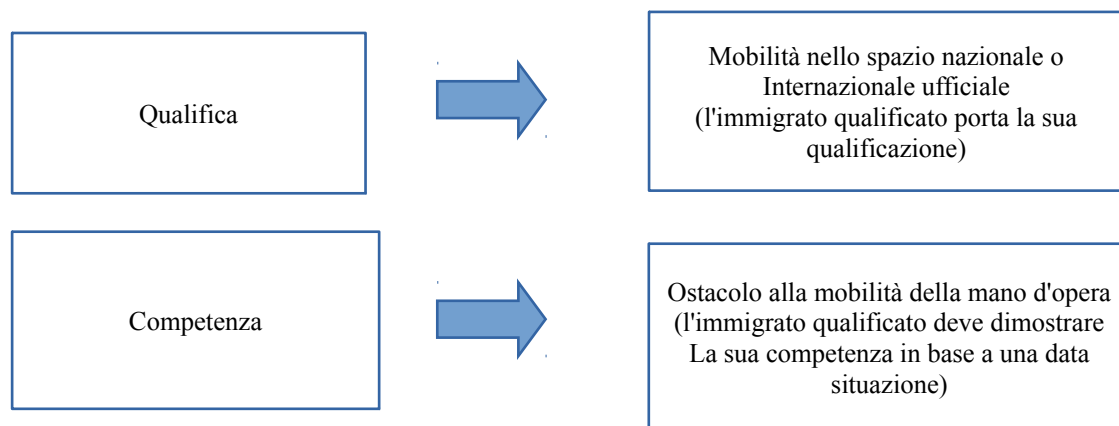 Qualifica
Mobilità nello spazio nazionale o
Internazionale ufficiale
(l'immigrato qualificato porta la sua
qualificazione)
Competenza
Ostacolo alla mobilità della mano d'opera
(l'immigrato qualificato deve dimostrare
La sua competenza in base a una data
situazione)